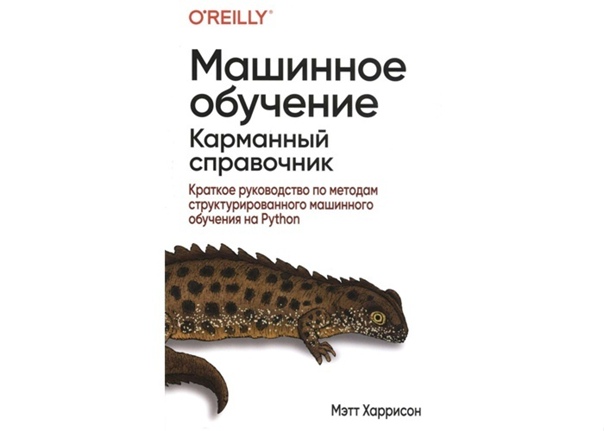 O'REILLY®
Машинное
обучение
Карманный
справочник
Краткое руководство по методам
структурированного машинного
обучения на Python
Мэтт Харрисон